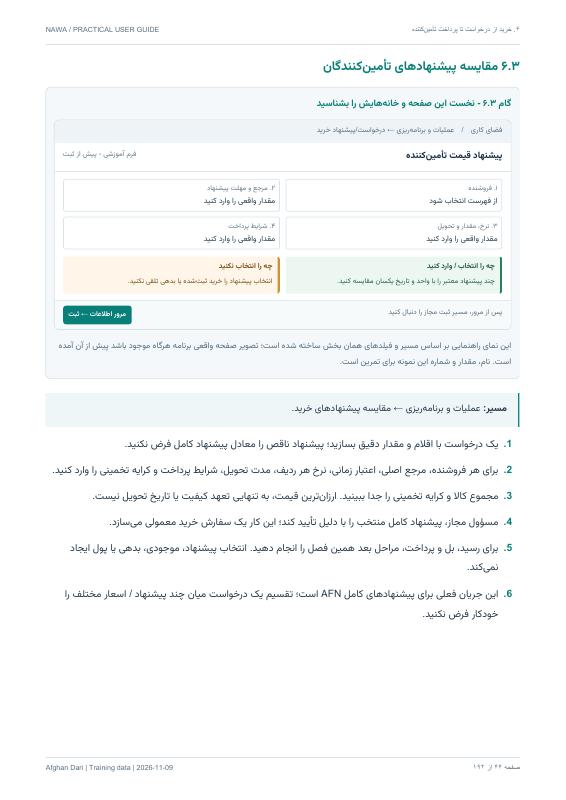 NAWA / PRACTICAL USER GUIDE
۴. خرید از درخواست تا پرداخت تأمین‌کننده
۶.۳ مقایسه پیشنهادهای تأمین‌کنندگان
گام ۶.۳ - نخست این صفحه و خانه‌هایش را بشناسید
فضای کاری / عملیات و برنامه‌ریزی ← درخواست/پیشنهاد خرید
پیشنهاد قیمت تأمین‌کننده
فرم آموزشی - پیش از ثبت
۱. فروشنده
از فهرست انتخاب شود
۲. مرجع و مهلت پیشنهاد
مقدار واقعی را وارد کنید
۳. نرخ، مقدار و تحویل
مقدار واقعی را وارد کنید
۴. شرایط پرداخت
مقدار واقعی را وارد کنید
چه را انتخاب / وارد کنید
چند پیشنهاد معتبر را با واحد و تاریخ یکسان مقایسه کنید.
چه را انتخاب نکنید
انتخاب پیشنهاد را خرید ثبت‌شده یا بدهی تلقی نکنید.
پس از مرور، مسیر ثبت مجاز را دنبال کنید
مرور اطلاعات ← ثبت
این نمای راهنمایی بر اساس مسیر و فیلدهای همان بخش ساخته شده است؛ تصویر صفحه واقعی برنامه هرگاه موجود باشد پیش از آن آمده
است. نام، مقدار و شماره این نمونه برای تمرین است.
مسیر: عملیات و برنامه‌ریزی ← مقایسه پیشنهادهای خرید.
1. یک درخواست با اقلام و مقدار دقیق بسازید؛ پیشنهاد ناقص را معادل پیشنهاد کامل فرض نکنید.
2. برای هر فروشنده، مرجع اصلی، اعتبار زمانی، نرخ هر ردیف، مدت تحویل، شرایط پرداخت و کرایه تخمینی را وارد کنید.
3. مجموع کالا و کرایه تخمینی را جدا ببینید. ارزان‌ترین قیمت، به تنهایی تعهد کیفیت یا تاریخ تحویل نیست.
4. مسؤول مجاز، پیشنهاد کامل منتخب را با دلیل تأیید کند؛ این کار یک سفارش خرید معمولی می‌سازد.
5. برای رسید، بل و پرداخت، مراحل بعد همین فصل را انجام دهید. انتخاب پیشنهاد، موجودی، بدهی یا پول ایجاد
نمی‌کند.
6. این جریان فعلی برای پیشنهادهای کامل AFN است؛ تقسیم یک درخواست میان چند پیشنهاد / اسعار مختلف را
خودکار فرض نکنید.
Afghan Dari | Training data | 2026-11-09
صفحه ۴۴ از ۱۹۲